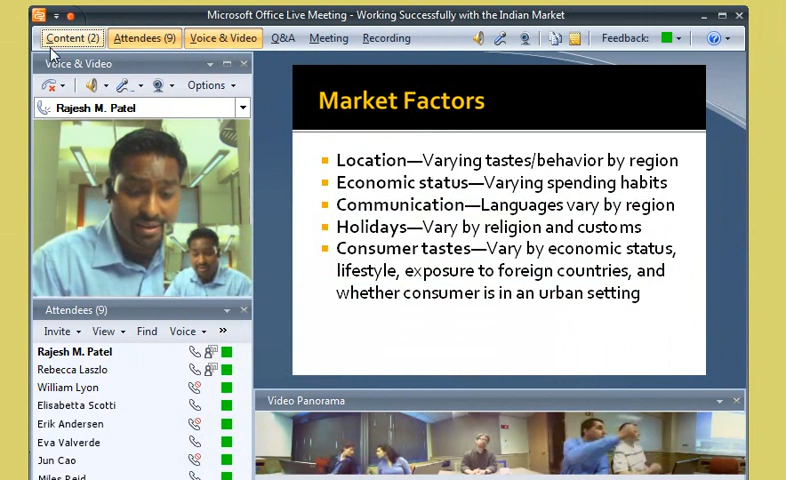 Microsoft Office Live Meeting - Working Successfully with the Indian Market
Content (2) Attendees (9) Voice & Video Q&A Meeting Recording Feedback:
Voice & Video
Options
Rajesh M. Patel
Market Factors
Location—Varying tastes/behavior by region
Economic status—Varying spending habits
Communication—Languages vary by region
Holidays—Vary by religion and customs
Consumer tastes—Vary by economic status,
lifestyle, exposure to foreign countries, and
whether consumer is in an urban setting
Attendees (9)
Invite View Find Voice »
Rajesh M. Patel
Rebecca Laszlo
William Lyon
Elisabetta Scotti
Erik Andersen
Eva Valverde
Jun Cao
Miles Reid
Video Panorama